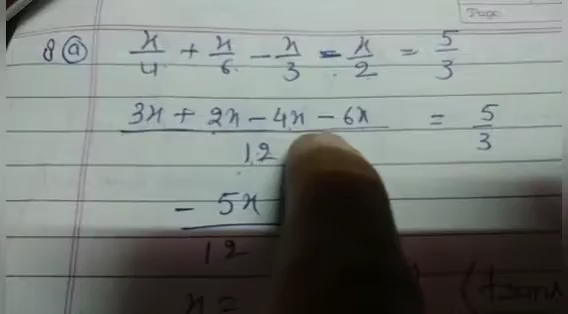 Page
8 (a) x/4 + x/6 - x/3 - x/2 = 5/3
3x + 2x - 4x - 6x / 12 = 5/3
- 5x / 12
x =